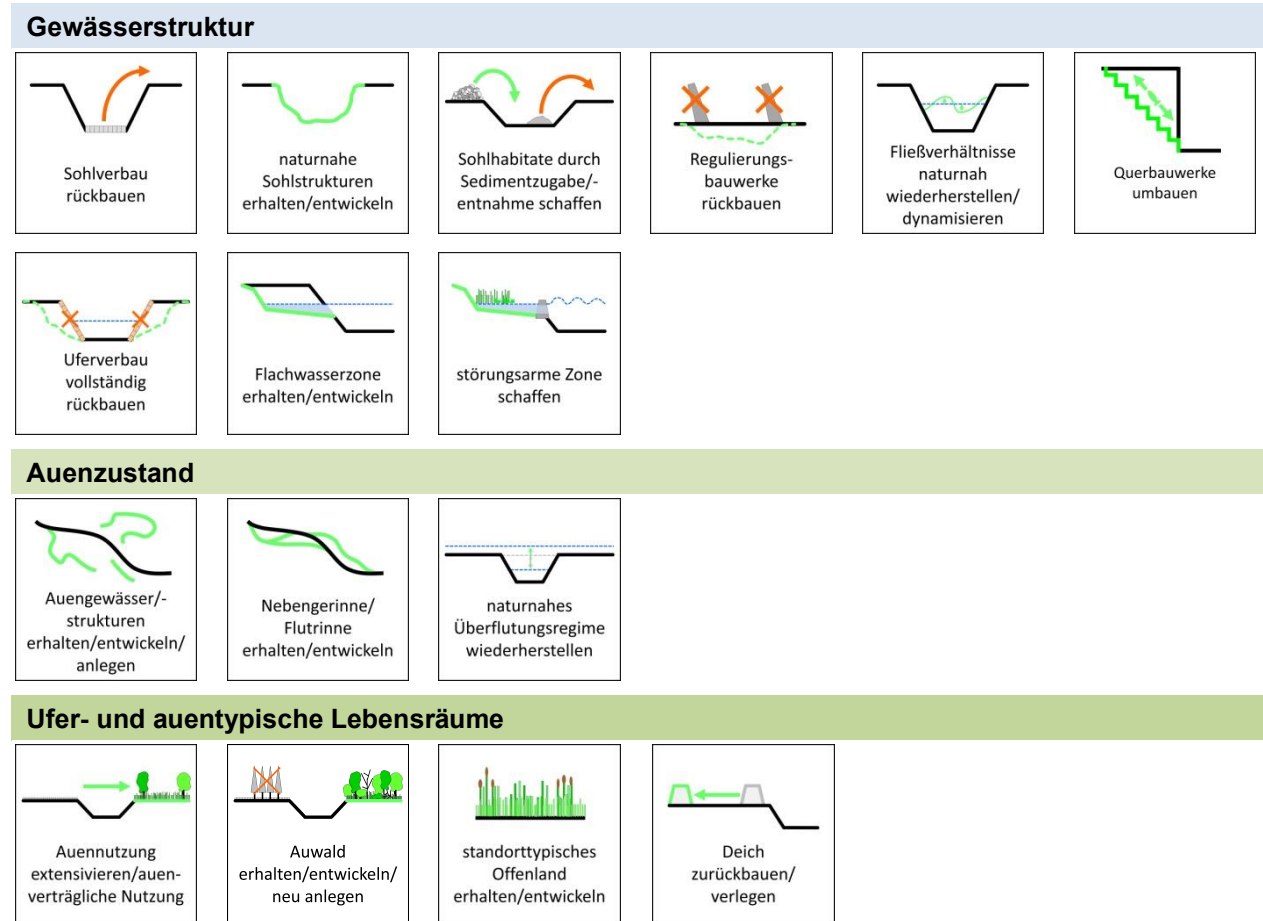 Gewässerstruktur
Sohlverbau
rückbauen
naturnahe
Sohlstrukturen
erhalten/entwickeln
Sohlhabitate durch
Sedimentzugabe/-
entnahme schaffen
Regulierungs-
bauwerke
rückbauen
Fließverhältnisse
naturnah
wiederherstellen/
dynamisieren
Querbauwerke
umbauen
Uferverbau
vollständig
rückbauen
Flachwasserzone
erhalten/entwickeln
störungsarme Zone
schaffen
Auenzustand
Auengewässer/-
strukturen
erhalten/entwickeln/
anlegen
Nebengerinne/
Flutrinne
erhalten/entwickeln
naturnahes
Überflutungsregime
wiederherstellen
Ufer- und auentypische Lebensräume
Auennutzung
extensivieren/auen-
verträgliche Nutzung
Auwald
erhalten/entwickeln/
neu anlegen
standorttypisches
Offenland
erhalten/entwickeln
Deich
zurückbauen/
verlegen